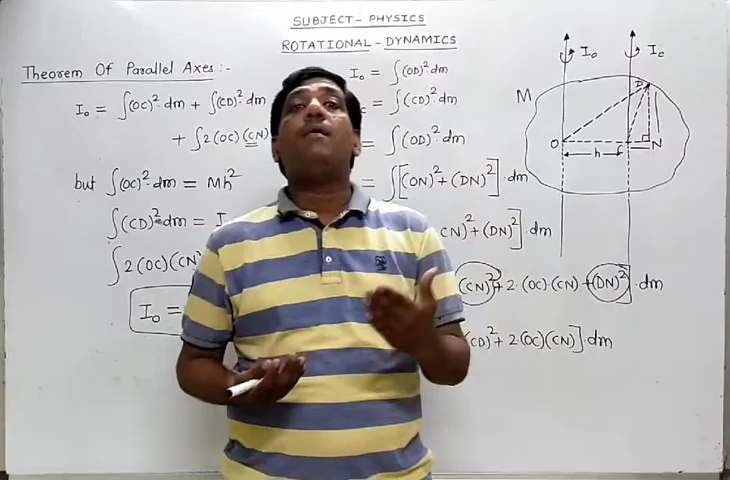 SUBJECT- PHYSICS
ROTATIONAL - DYNAMICS
Theorem Of Parallel Axes :-
I₀ = ∫(OC)²·dm + ∫(CD)²·dm
+ ∫2(OC)(CN)
but ∫(OC)²·dm = Mh²
∫(CD)²dm = I
∫2(OC)(CN)
I₀ =
I₀ = ∫(OD)²·dm
= ∫(CD)²·dm
= ∫(OD)²·dm
= ∫[(ON)² + (DN)²]·dm
CN)² + (DN)²]·dm
(CN)² + 2·(OC)·(CN) + (DN)²·dm
(CD)² + 2·(OC)(CN)]·dm
I₀
Ic
M
D
O
C
N
h